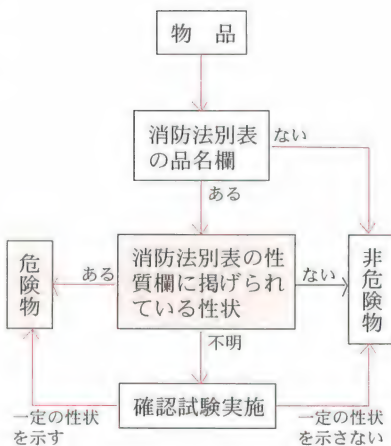 物 品
消防法別表
の品名欄
ない
ある
危険物
ある
消防法別表の性
質欄に掲げられ
ている性状
ない
非危険物
不明
一定の性状
を示す
確認試験実施
一定の性状
を示さない